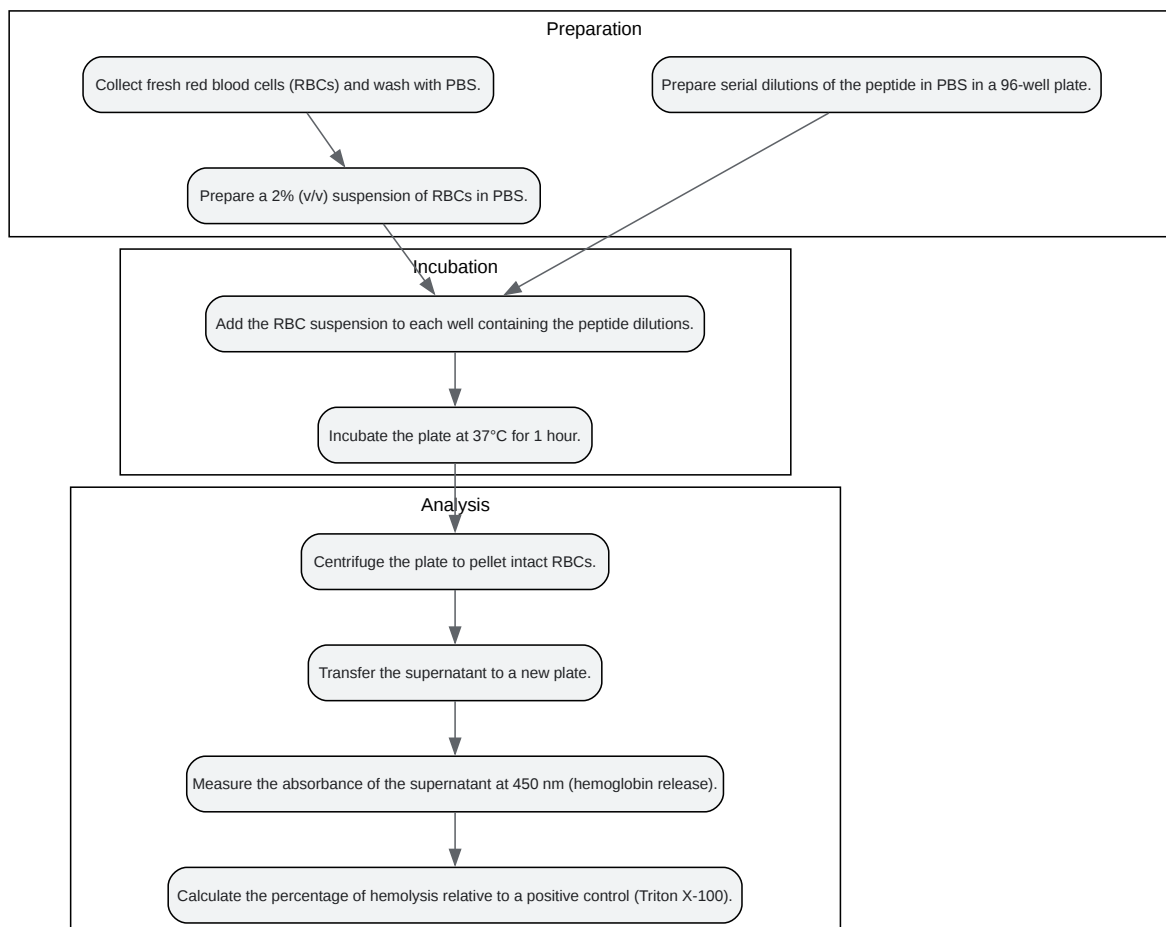 Preparation
Collect fresh red blood cells (RBCs) and wash with PBS.
Prepare serial dilutions of the peptide in PBS in a 96-well plate.
Prepare a 2% (v/v) suspension of RBCs in PBS.
Incubation
Add the RBC suspension to each well containing the peptide dilutions.
Incubate the plate at 37°C for 1 hour.
Analysis
Centrifuge the plate to pellet intact RBCs.
Transfer the supernatant to a new plate.
Measure the absorbance of the supernatant at 450 nm (hemoglobin release).
Calculate the percentage of hemolysis relative to a positive control (Triton X-100).